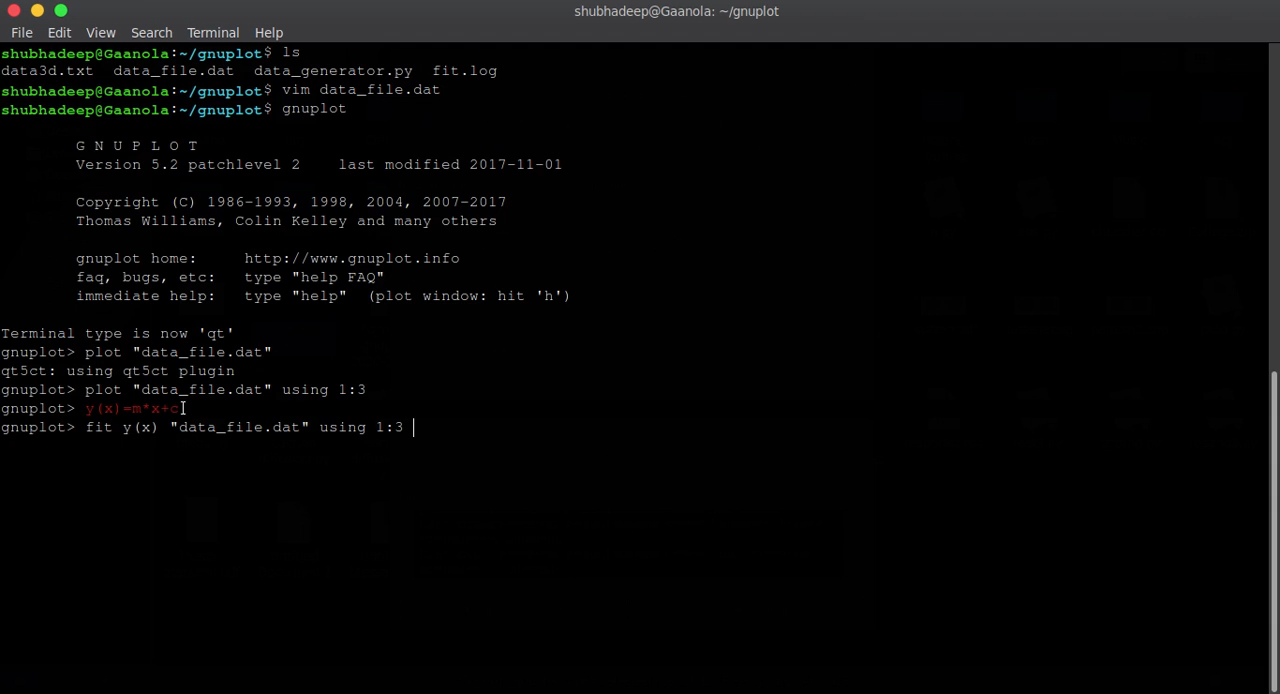 shubhadeep@Gaanola: ~/gnuplot
File Edit View Search Terminal Help
shubhadeep@Gaanola:~/gnuplot$ ls
data3d.txt data_file.dat data_generator.py fit.log
shubhadeep@Gaanola:~/gnuplot$ vim data_file.dat
shubhadeep@Gaanola:~/gnuplot$ gnuplot
G N U P L O T
Version 5.2 patchlevel 2 last modified 2017-11-01
Copyright (C) 1986-1993, 1998, 2004, 2007-2017
Thomas Williams, Colin Kelley and many others
gnuplot home: http://www.gnuplot.info
faq, bugs, etc: type "help FAQ"
immediate help: type "help" (plot window: hit 'h')
Terminal type is now 'qt'
gnuplot> plot "data_file.dat"
qt5ct: using qt5ct plugin
gnuplot> plot "data_file.dat" using 1:3
gnuplot> y(x)=m*x+c
gnuplot> fit y(x) "data_file.dat" using 1:3